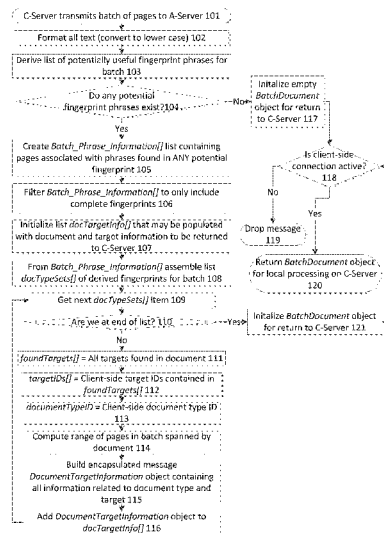 C-Server transmits batch of pages to A-Server 101
Format all text (convert to lower case) 102
Derive list of potentially useful fingerprint phrases for
batch 103
Do any potential
fingerprint phrases exist? 104
No
Yes
Initialize empty
BatchDocument
object for return
to C-Server 117
Create Batch_Phrase_Information[] list containing
pages associated with phrases found in ANY potential
fingerprint 105
Is client-side
connection active?
118
Filter Batch_Phrase_Information[] to only include
complete fingerprints 106
No
Yes
Initialize list docTargetInfo[] that may be populated
with document and target information to be returned
to C-Server 107
Drop message
119
From Batch_Phrase_Information[] assemble list
docTypeSets[] of derived fingerprints for batch 108
Return BatchDocument object
for local processing on C-Server
120
Get next docTypeSets[] item 109
Are we at end of list? 110
Yes
Initialize BatchDocument object
for return to C-Server 121
No
foundTargets[] = All targets found in document 111
targetIDs[] = Client-side target IDs contained in
foundTargets[] 112
documentTypeID = Client-side document type ID
113
Compute range of pages in batch spanned by
document 114
Build encapsulated message
DocumentTargetInformation object containing
all information related to document type and
target 115
Add DocumentTargetInformation object to
docTargetInfo[] 116